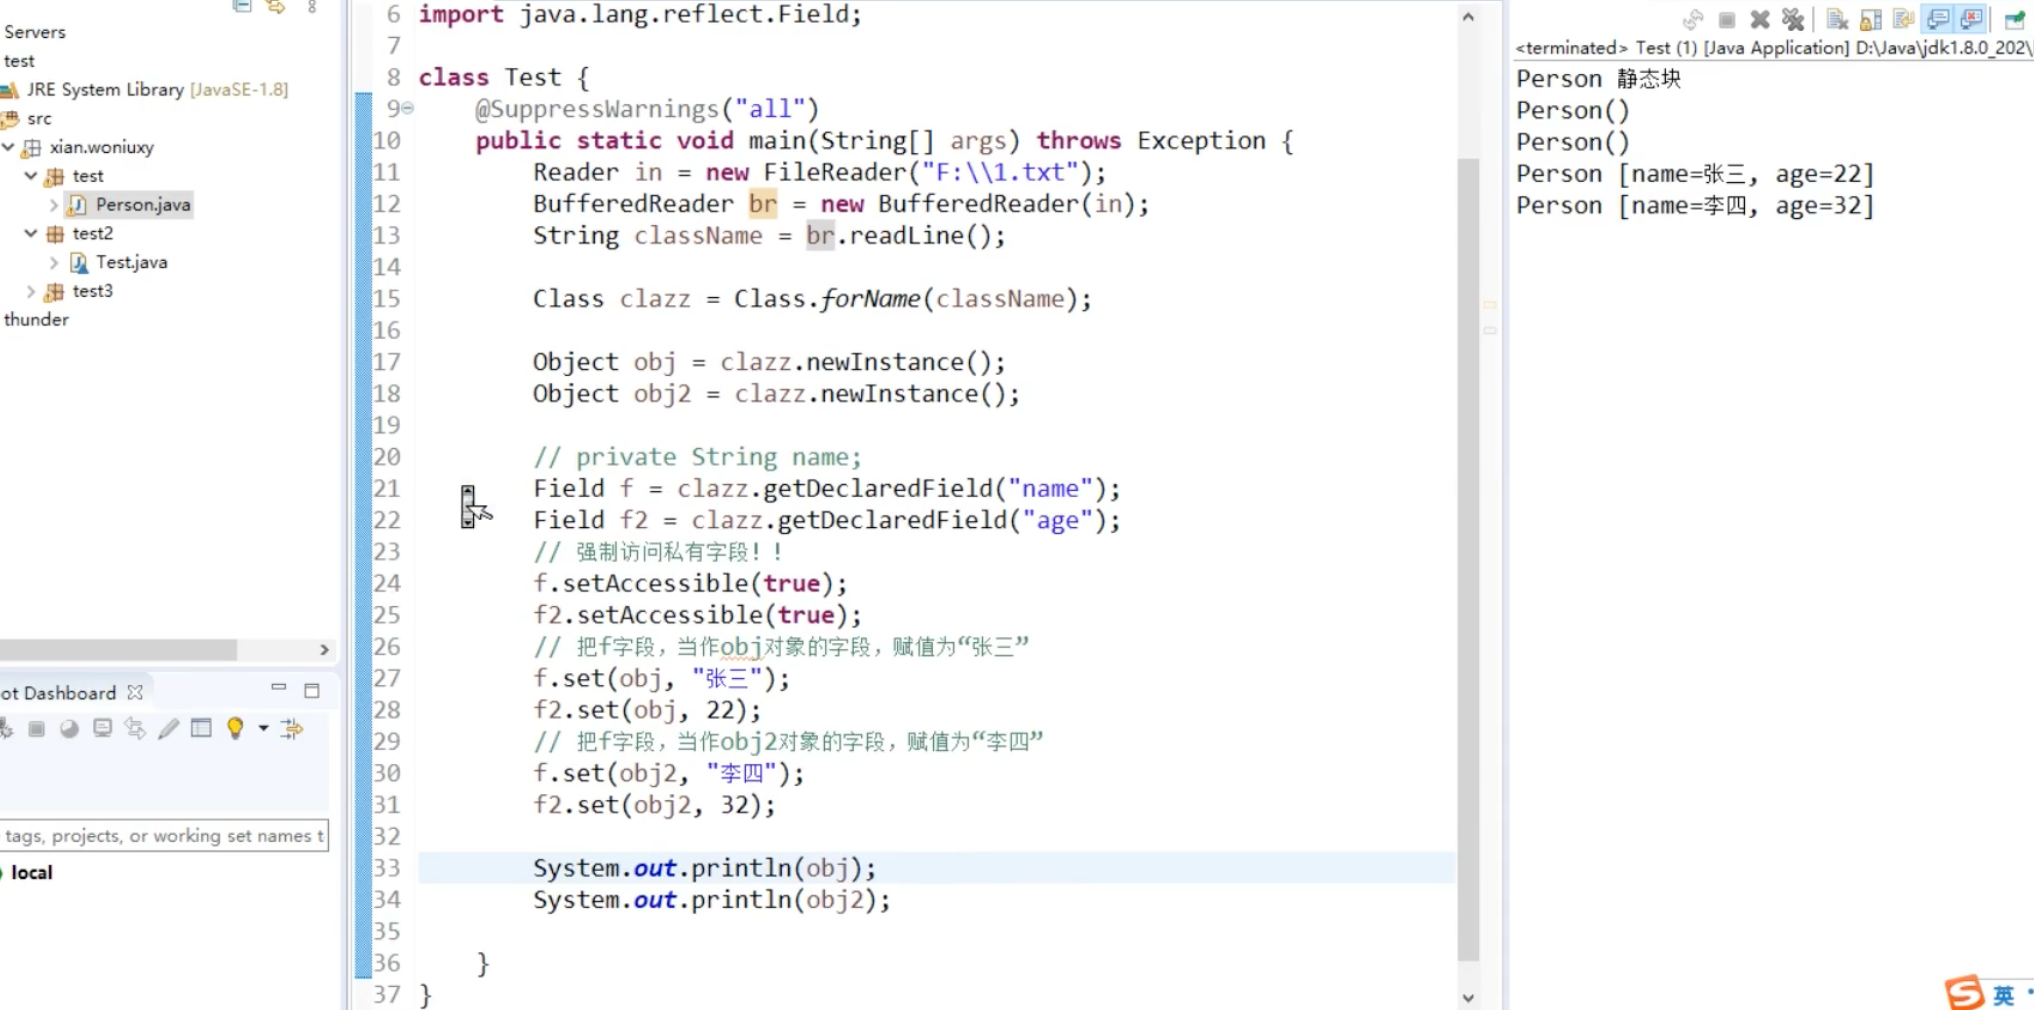 Servers
test
JRE System Library [JavaSE-1.8]
src
xian.woniuxy
test
Person.java
test2
Test.java
test3
thunder
ot Dashboard
tags, projects, or working set names t
local
6 import java.lang.reflect.Field;
7
8 class Test {
9 @SuppressWarnings("all")
10 public static void main(String[] args) throws Exception {
11 Reader in = new FileReader("F:\\1.txt");
12 BufferedReader br = new BufferedReader(in);
13 String className = br.readLine();
14
15 Class clazz = Class.forName(className);
16
17 Object obj = clazz.newInstance();
18 Object obj2 = clazz.newInstance();
19
20 // private String name;
21 Field f = clazz.getDeclaredField("name");
22 Field f2 = clazz.getDeclaredField("age");
23 // 强制访问私有字段！！
24 f.setAccessible(true);
25 f2.setAccessible(true);
26 // 把f字段，当作obj对象的字段，赋值为“张三”
27 f.set(obj, "张三");
28 f2.set(obj, 22);
29 // 把f字段，当作obj2对象的字段，赋值为“李四”
30 f.set(obj2, "李四");
31 f2.set(obj2, 32);
32
33 System.out.println(obj);
34 System.out.println(obj2);
35
36 }
37 }
<terminated> Test (1) [Java Application] D:\Java\jdk1.8.0_202\
Person 静态块
Person()
Person()
Person [name=张三, age=22]
Person [name=李四, age=32]
英